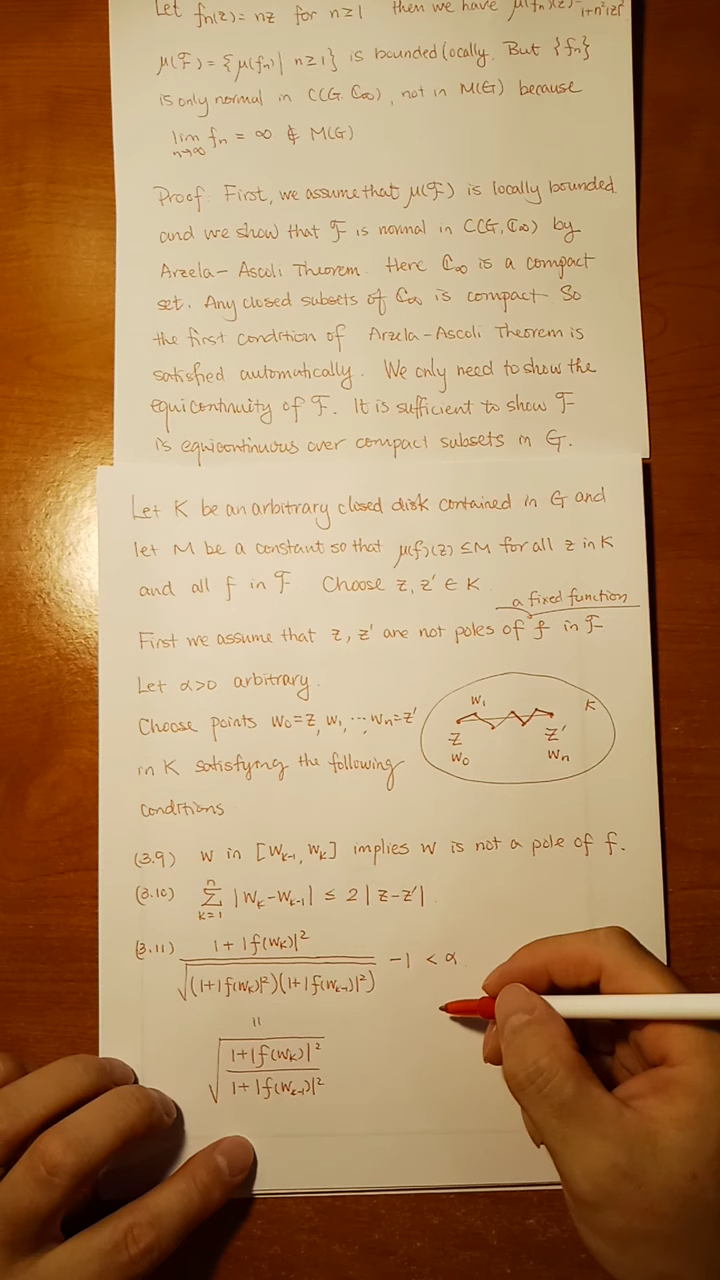 Let fn(z) = nz for n≥1 then we have μ(fn)(z) = 1+n²|z|²
μ(F) = {μ(fn) | n≥1} is bounded locally. But {fn}
is only normal in C(G, C∞), not in M(G) because
lim n→∞ fn = ∞ ∉ M(G)
Proof: First, we assume that μ(F) is locally bounded.
and we show that F is normal in C(G, C∞) by
Arzela-Ascoli Theorem. Here C∞ is a compact
set. Any closed subsets of C∞ is compact. So
the first condition of Arzela-Ascoli Theorem is
satisfied automatically. We only need to show the
equicontinuity of F. It is sufficient to show F
is equicontinuous over compact subsets in G.
Let K be an arbitrary closed disk contained in G and
let M be a constant so that μ(f)(z) ≤ M for all z in K
and all f in F Choose z, z' ∈ K.
a fixed function
First we assume that z, z' are not poles of f in F
Let α>0 arbitrary.
Choose points w0=z, w1, ⋯, wn=z'
in K satisfying the following
conditions
w1 K
z z'
w0 wn
(3.9) w in [wk-1, wk] implies w is not a pole of f.
(3.10) n Σ k=1 |wk-wk-1| ≤ 2|z-z'|.
(3.11) 1+|f(wk)|² / √(1+|f(wk)|²)(1+|f(wk-1)|²) -1 < α
=
√ 1+|f(wk)|² / 1+|f(wk-1)|²